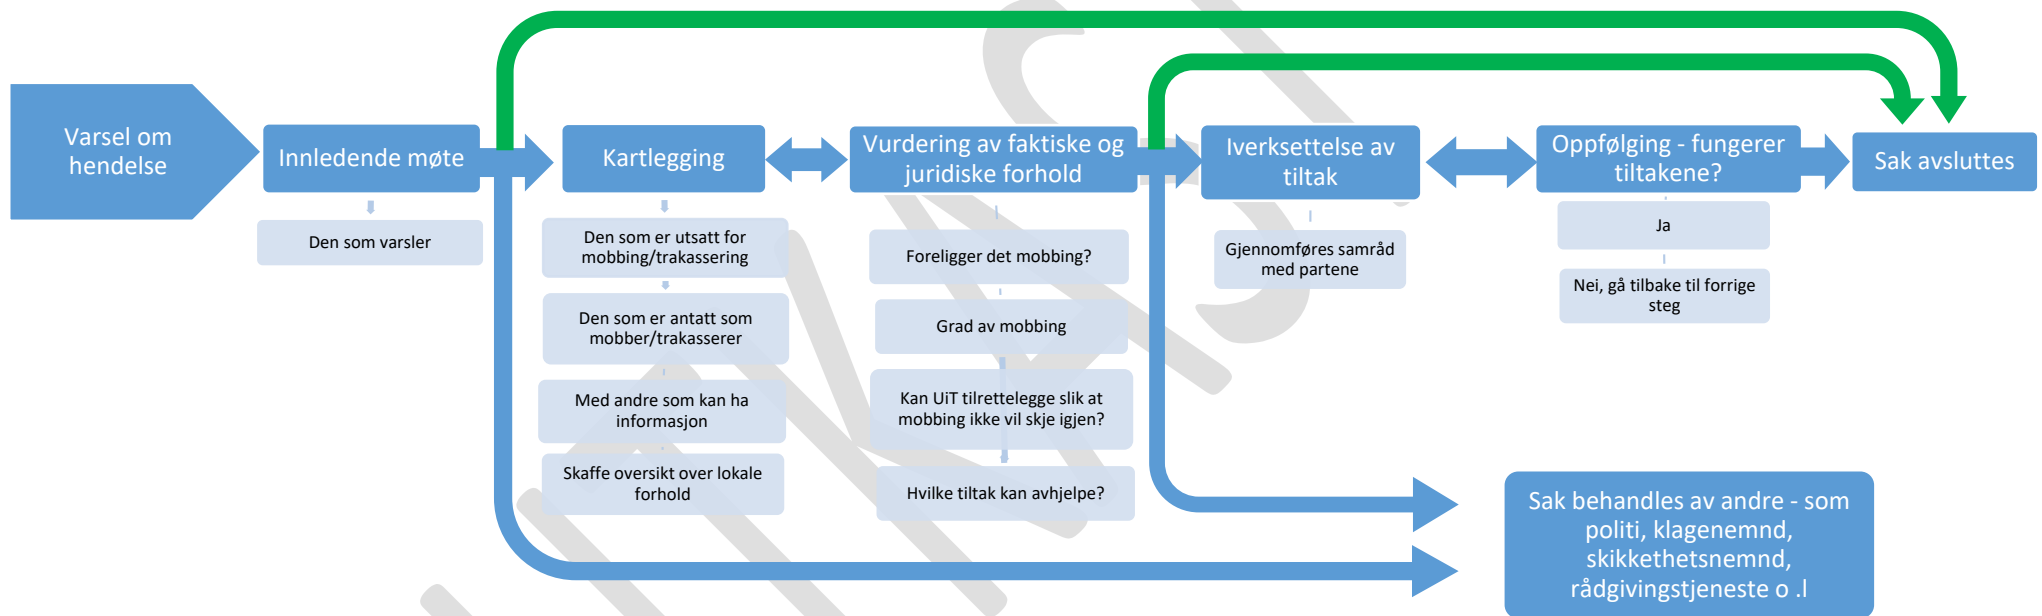 Varsel om
hendelse
Innledende møte
Den som varsler
Kartlegging
Den som er utsatt for
mobbing/trakassering
Den som er antatt som
mobber/trakasserer
Med andre som kan ha
informasjon
Skaffe oversikt over lokale
forhold
Vurdering av faktiske og
juridiske forhold
Foreligger det mobbing?
Grad av mobbing
Kan UiT tilrettelegge slik at
mobbing ikke vil skje igjen?
Hvilke tiltak kan avhjelpe?
Iverksettelse av
tiltak
Gjennomføres samråd
med partene
Oppfølging - fungerer
tiltakene?
Ja
Nei, gå tilbake til forrige
steg
Sak avsluttes
Sak behandles av andre - som
politi, klagenemnd,
skikkethetsnemnd,
rådgivingstjeneste o .l